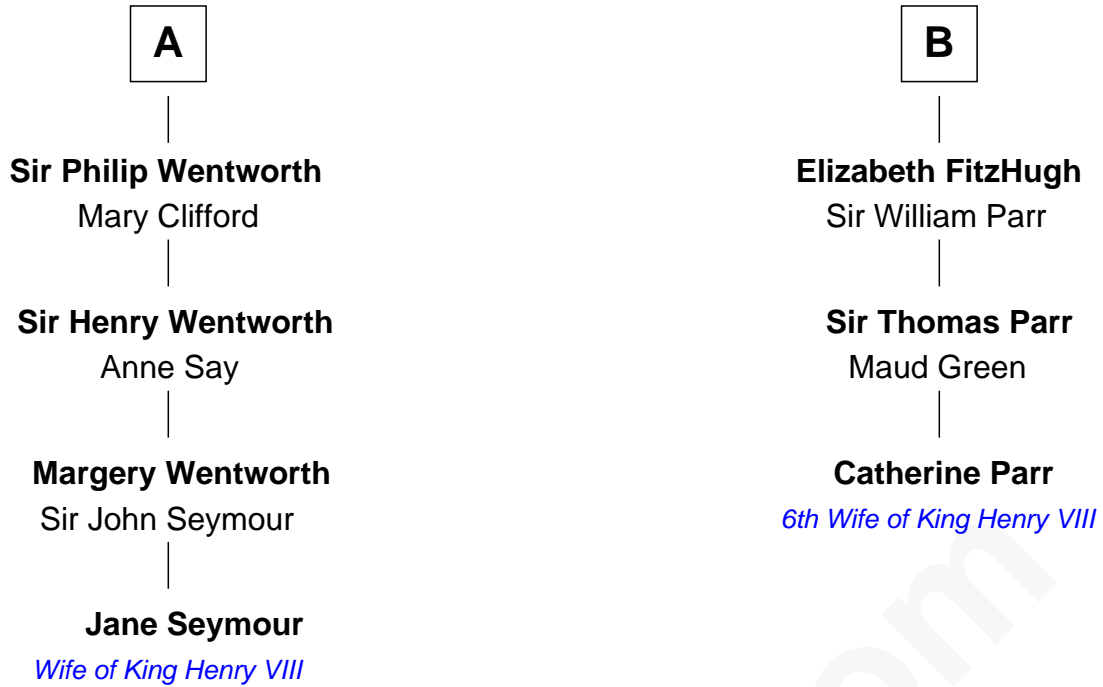 A
Sir Philip Wentworth
Mary Clifford
Sir Henry Wentworth
Anne Say
Margery Wentworth
Sir John Seymour
Jane Seymour
Wife of King Henry VIII
B
Elizabeth FitzHugh
Sir William Parr
Sir Thomas Parr
Maud Green
Catherine Parr
6th Wife of King Henry VIII
om